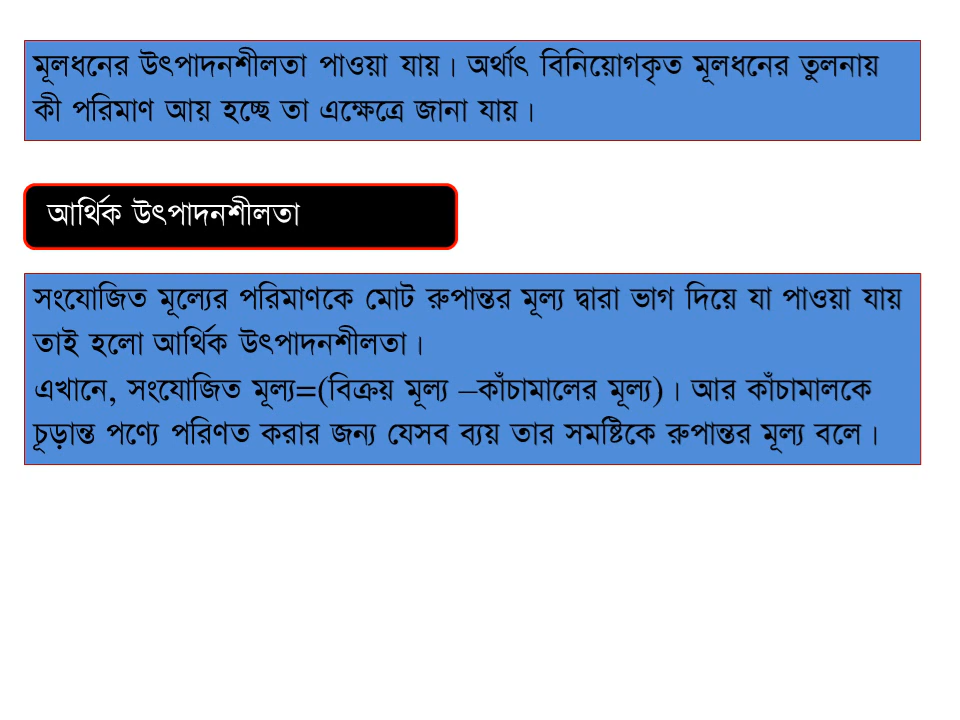 মূলধনের উৎপাদনশীলতা পাওয়া যায়। অর্থাৎ বিনিয়োগকৃত মূলধনের তুলনায়
কী পরিমাণ আয় হচ্ছে তা এক্ষেত্রে জানা যায়।
আর্থিক উৎপাদনশীলতা
সংযোজিত মূল্যের পরিমাণকে মোট রুপান্তর মূল্য দ্বারা ভাগ দিয়ে যা পাওয়া যায়
তাই হলো আর্থিক উৎপাদনশীলতা।
এখানে, সংযোজিত মূল্য=(বিক্রয় মূল্য –কাঁচামালের মূল্য)। আর কাঁচামালকে
চূড়ান্ত পণ্যে পরিণত করার জন্য যেসব ব্যয় তার সমষ্টিকে রুপান্তর মূল্য বলে।